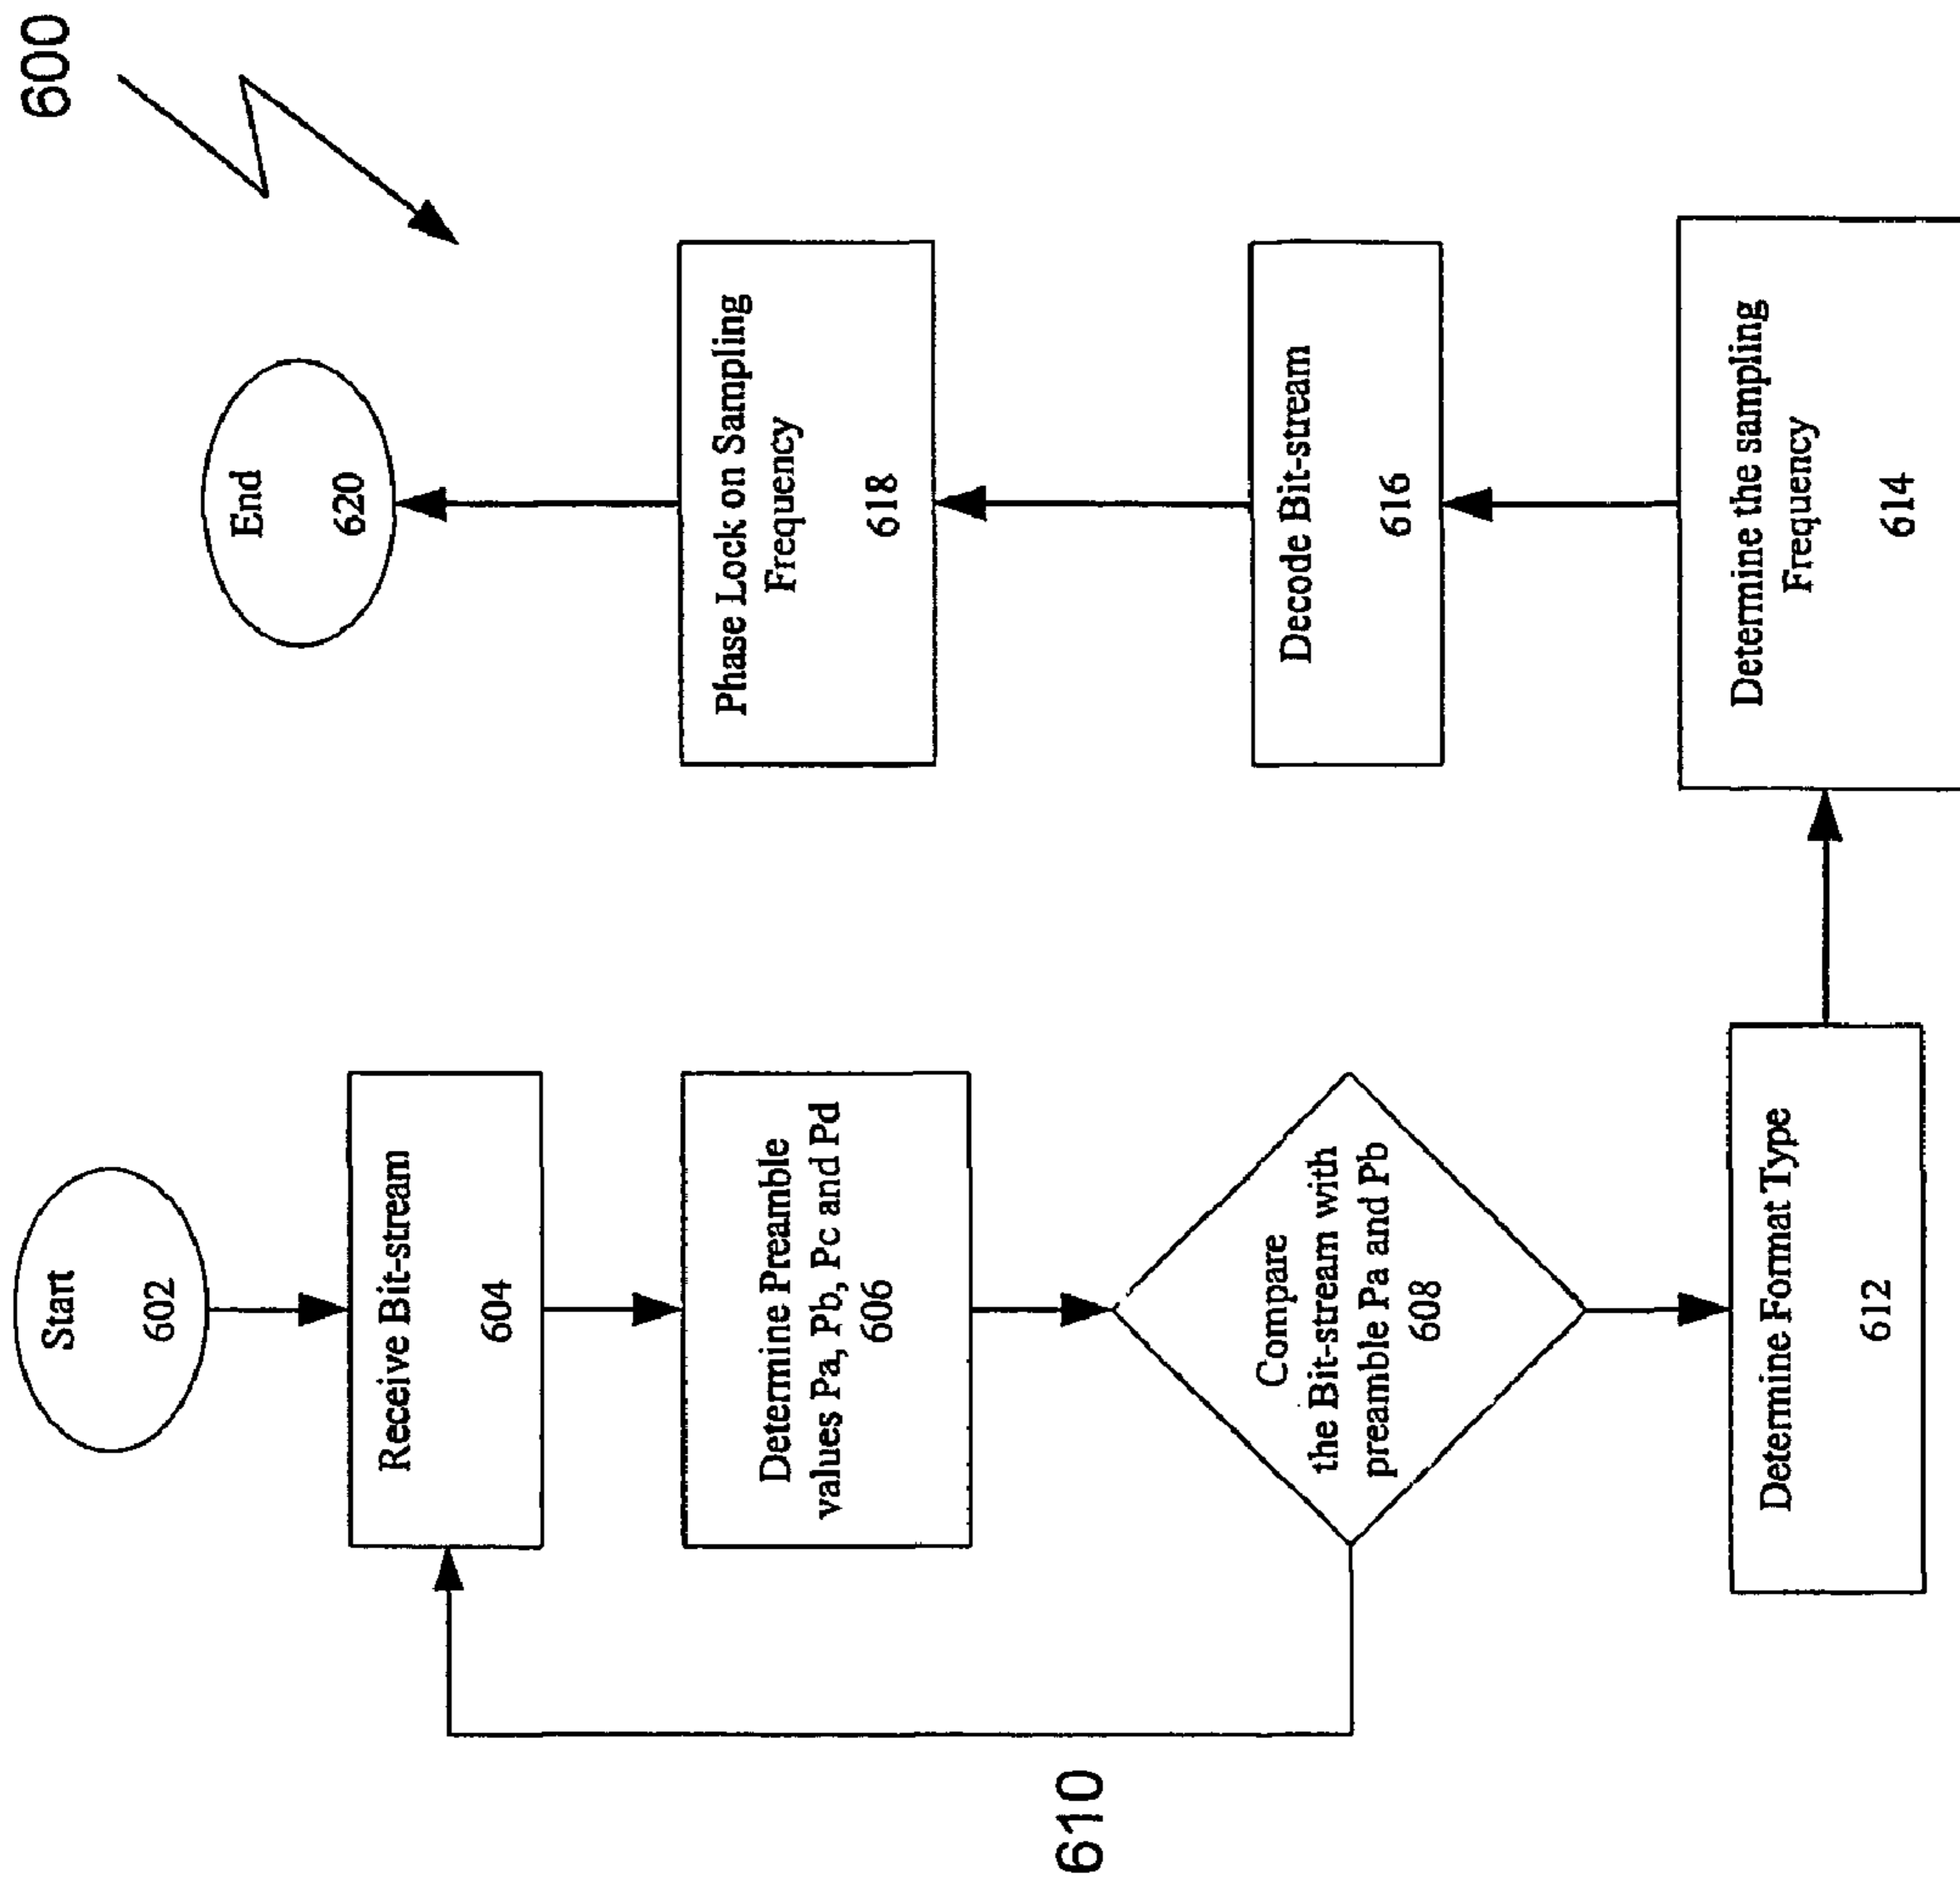 600
Start
602
Receive Bit-stream
604
Determine Preamble
values Pa, Pb, Pc and Pd
606
Compare
the Bit-stream with
preamble Pa and Pb
608
610
Determine Format Type
612
Determine the sampling
Frequency
614
Decode Bit-stream
616
Phase Lock on Sampling
Frequency
618
End
620